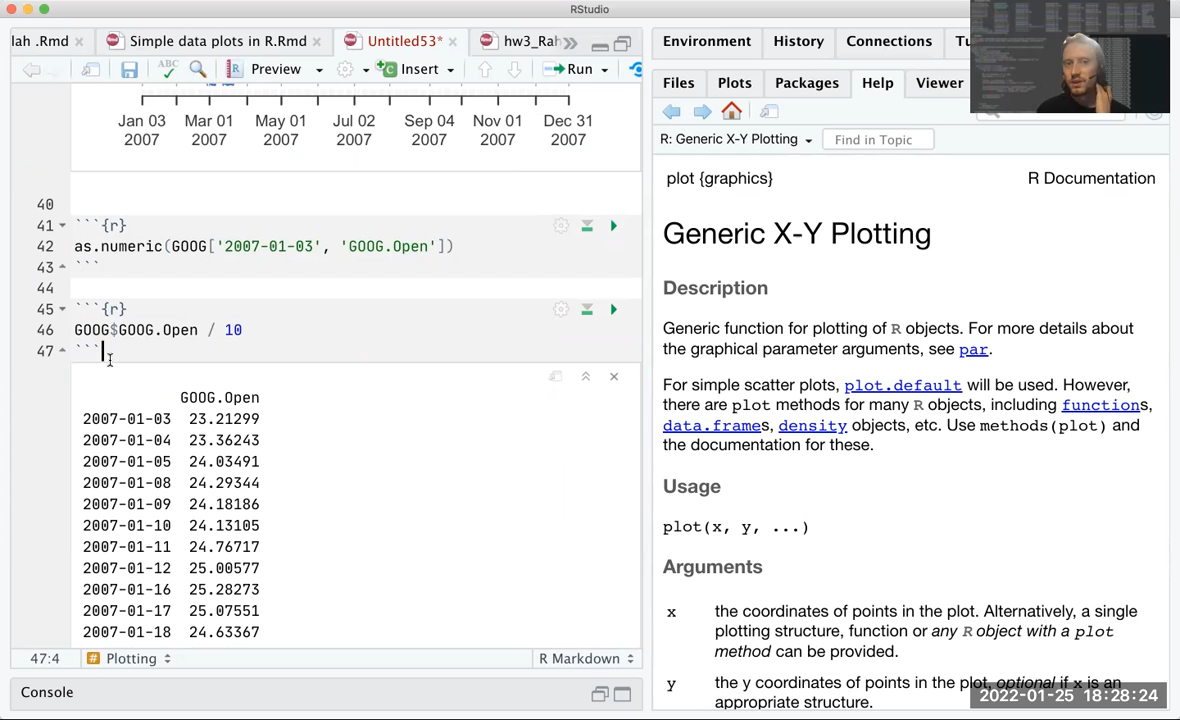 RStudio
lah .Rmd
Simple data plots in R.Rmd
Untitled53*
hw3_Rah
Environment
History
Connections
Tu
ABC
Preview
Insert
Run
Files
Plots
Packages
Help
Viewer
R: Generic X-Y Plotting
Find in Topic
Jan 03 Mar 01 May 01 Jul 02 Sep 04 Nov 01 Dec 31
2007 2007 2007 2007 2007 2007 2007
40
41 ```{r}
42 as.numeric(GOOG['2007-01-03', 'GOOG.Open'])
43 ```
44
45 ```{r}
46 GOOG$GOOG.Open / 10
47 ```
GOOG.Open
2007-01-03 23.21299
2007-01-04 23.36243
2007-01-05 24.03491
2007-01-08 24.29344
2007-01-09 24.18186
2007-01-10 24.13105
2007-01-11 24.76717
2007-01-12 25.00577
2007-01-16 25.28273
2007-01-17 25.07551
2007-01-18 24.63367
47:4
# Plotting
R Markdown
Console
plot {graphics}
R Documentation
Generic X-Y Plotting
Description
Generic function for plotting of R objects. For more details about
the graphical parameter arguments, see par.
For simple scatter plots, plot.default will be used. However,
there are plot methods for many R objects, including functions,
data.frames, density objects, etc. Use methods(plot) and
the documentation for these.
Usage
plot(x, y, ...)
Arguments
x the coordinates of points in the plot. Alternatively, a single
plotting structure, function or any R object with a plot
method can be provided.
y the y coordinates of points in the plot, optional if x is an
appropriate structure.
2022-01-25 18:28:24